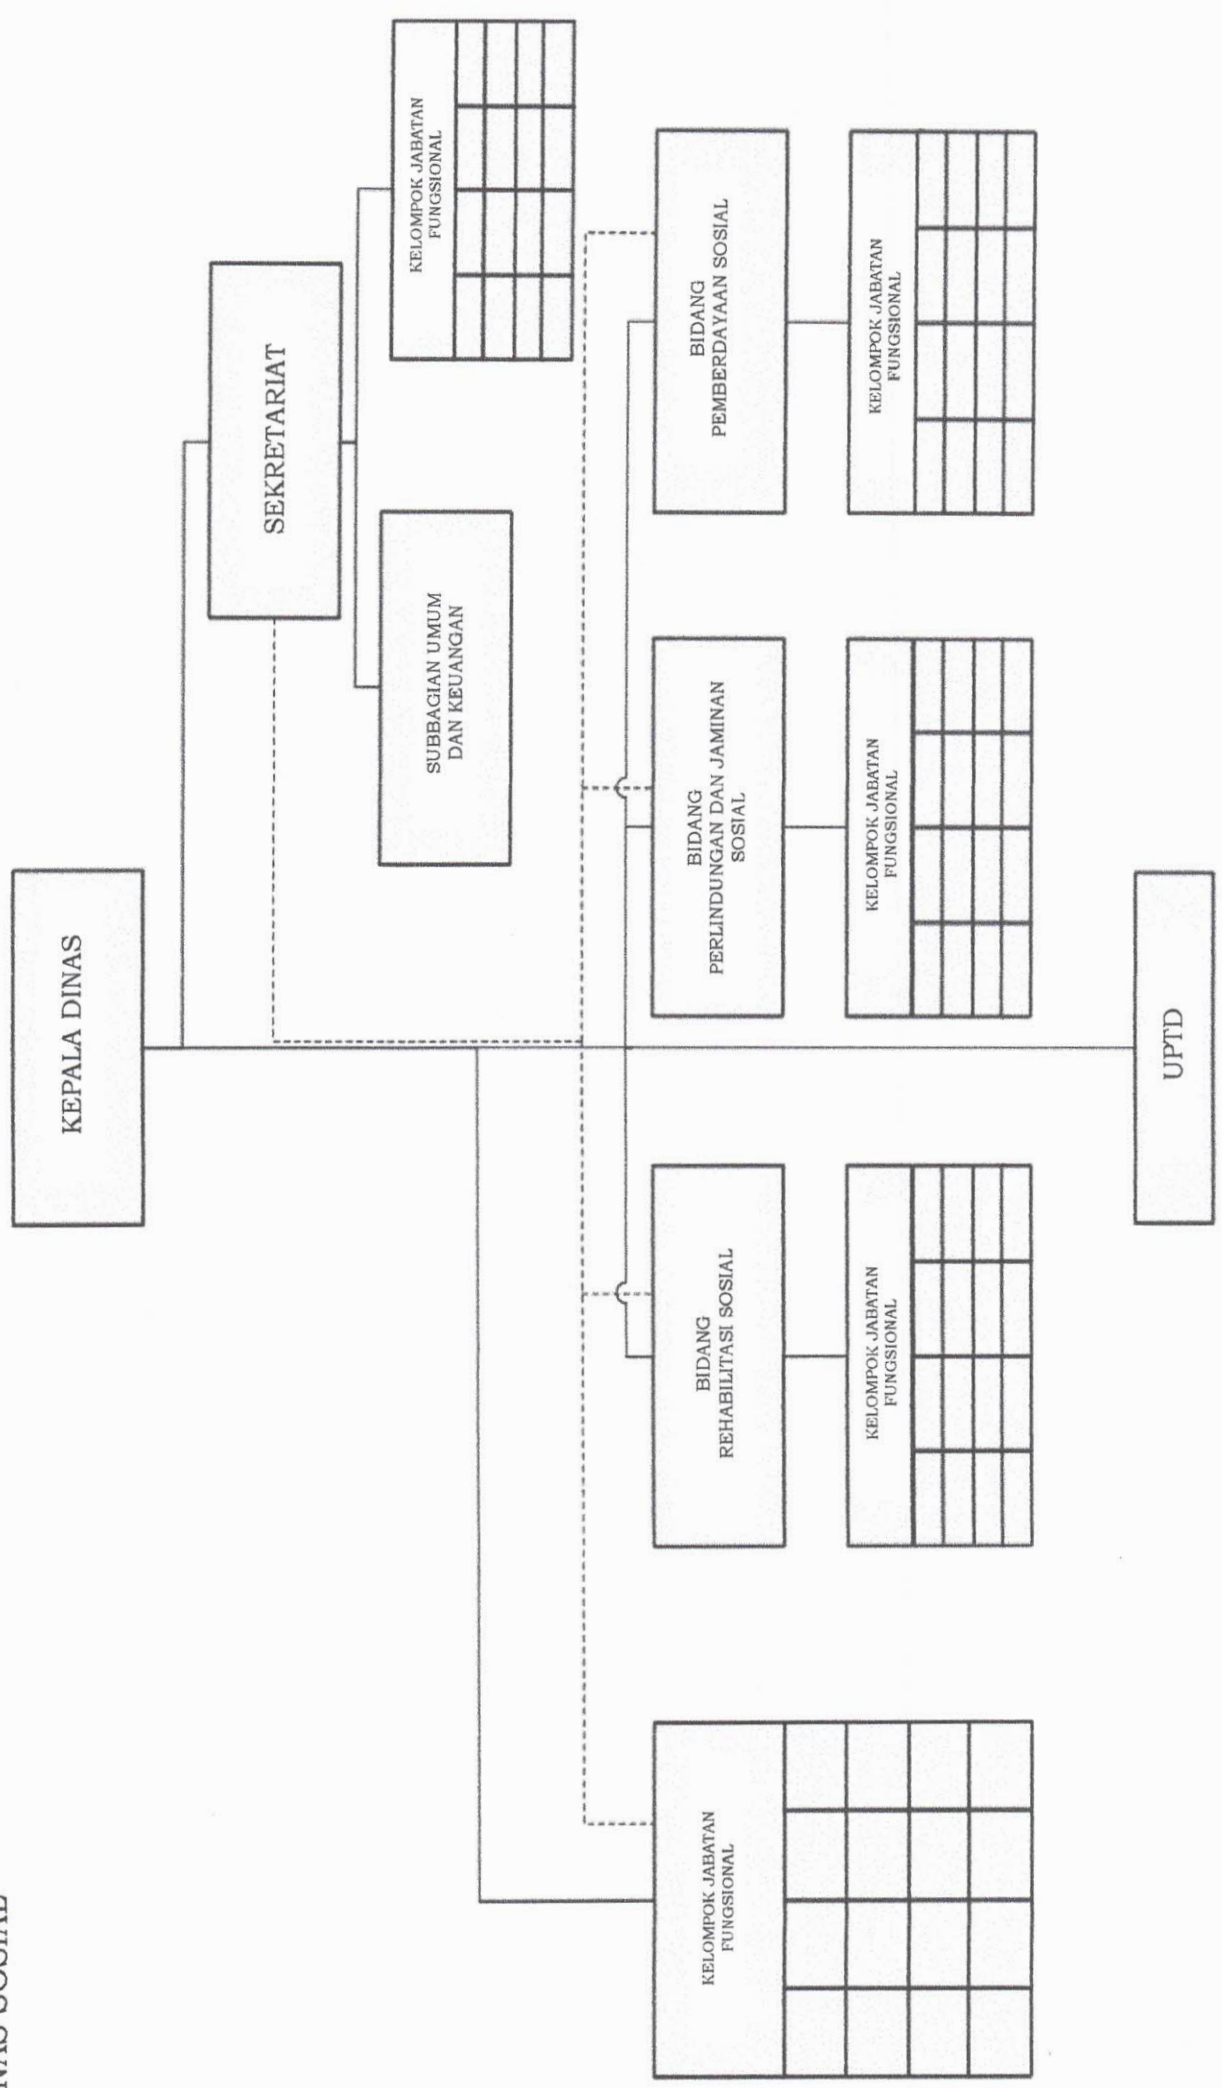 SOSIAL
KEPALA DINAS
SEKRETARIAT
SUBBAGIAN UMUM
DAN KEUANGAN
KELOMPOK JABATAN
FUNGSIONAL
KELOMPOK JABATAN
FUNGSIONAL
BIDANG
REHABILITASI SOSIAL
BIDANG
PERLINDUNGAN DAN JAMINAN
SOSIAL
BIDANG
PEMBERDAYAAN SOSIAL
KELOMPOK JABATAN
FUNGSIONAL
KELOMPOK JABATAN
FUNGSIONAL
KELOMPOK JABATAN
FUNGSIONAL
UPTD